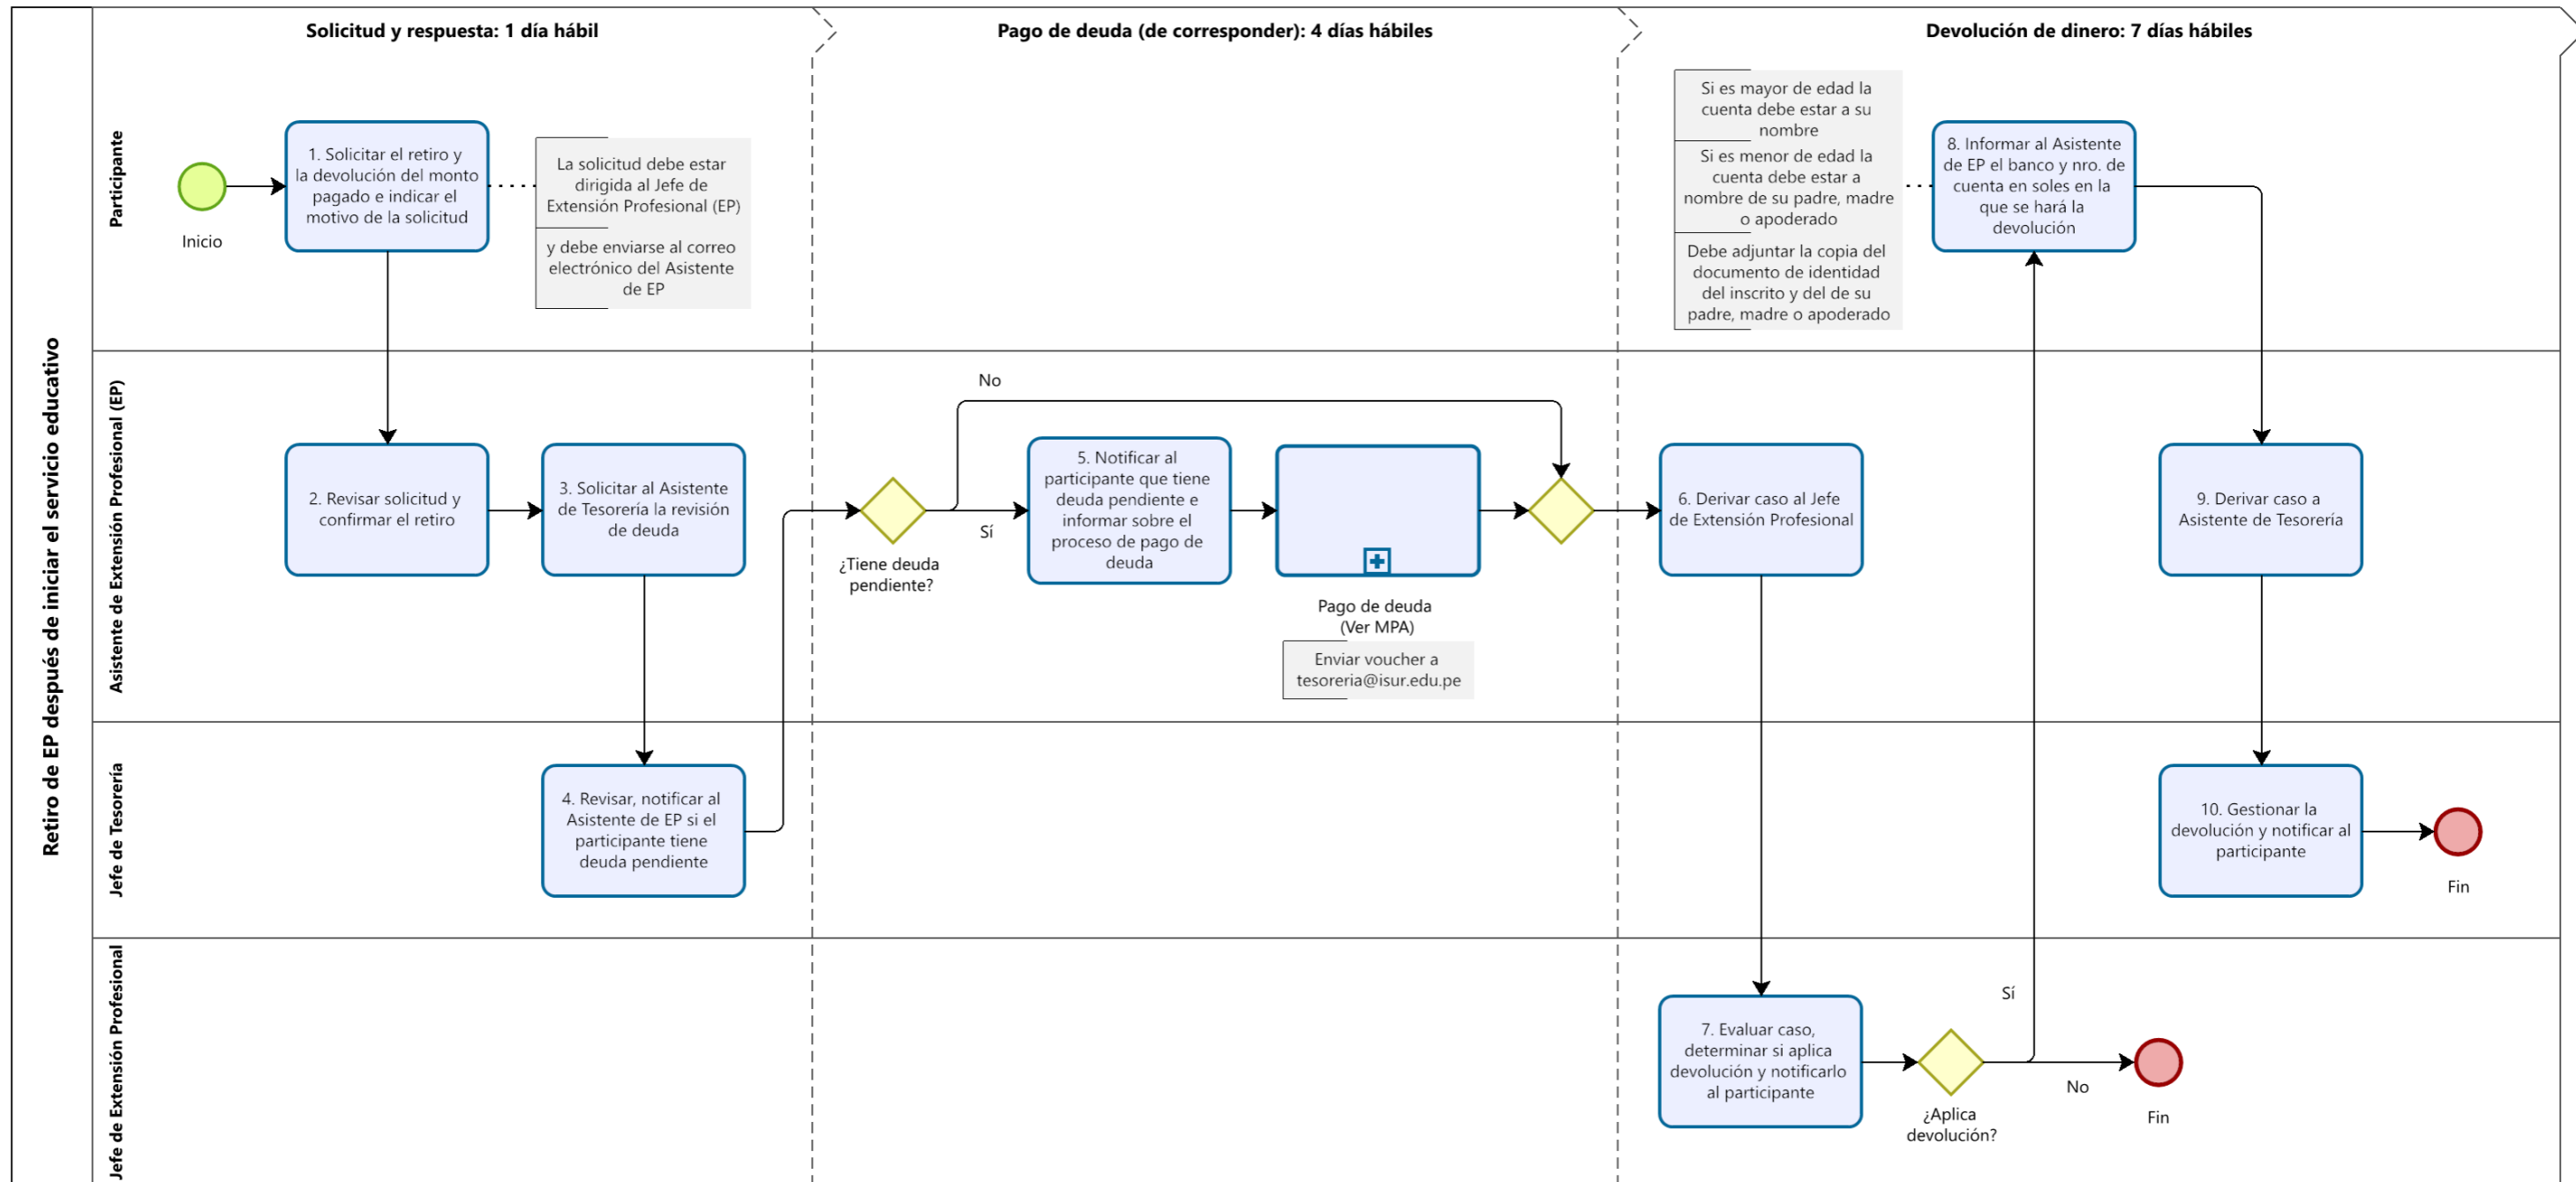 Solicitud y respuesta: 1 día hábil
Pago de deuda (de corresponder): 4 días hábiles
Devolución de dinero: 7 días hábiles
Retiro de EP después de iniciar el servicio educativo
Participante
Inicio
1. Solicitar el retiro y
la devolución del monto
pagado e indicar el
motivo de la solicitud
La solicitud debe estar
dirigida al Jefe de
Extensión Profesional (EP)
y debe enviarse al correo
electrónico del Asistente
de EP
Si es mayor de edad la
cuenta debe estar a su
nombre
Si es menor de edad la
cuenta debe estar a
nombre de su padre, madre
o apoderado
Debe adjuntar la copia del
documento de identidad
del inscrito y del de su
padre, madre o apoderado
8. Informar al Asistente
de EP el banco y nro. de
cuenta en soles en la
que se hará la
devolución
Asistente de Extensión Profesional (EP)
2. Revisar solicitud y
confirmar el retiro
3. Solicitar al Asistente
de Tesorería la revisión
de deuda
¿Tiene deuda
pendiente?
No
Sí
5. Notificar al
participante que tiene
deuda pendiente e
informar sobre el
proceso de pago de
deuda
Pago de deuda
(Ver MPA)
Enviar voucher a
tesoreria@isur.edu.pe
6. Derivar caso al Jefe
de Extensión Profesional
9. Derivar caso a
Asistente de Tesorería
Jefe de Tesorería
4. Revisar, notificar al
Asistente de EP si el
participante tiene
deuda pendiente
10. Gestionar la
devolución y notificar al
participante
Fin
Jefe de Extensión Profesional
7. Evaluar caso,
determinar si aplica
devolución y notificarlo
al participante
¿Aplica
devolución?
Sí
No
Fin